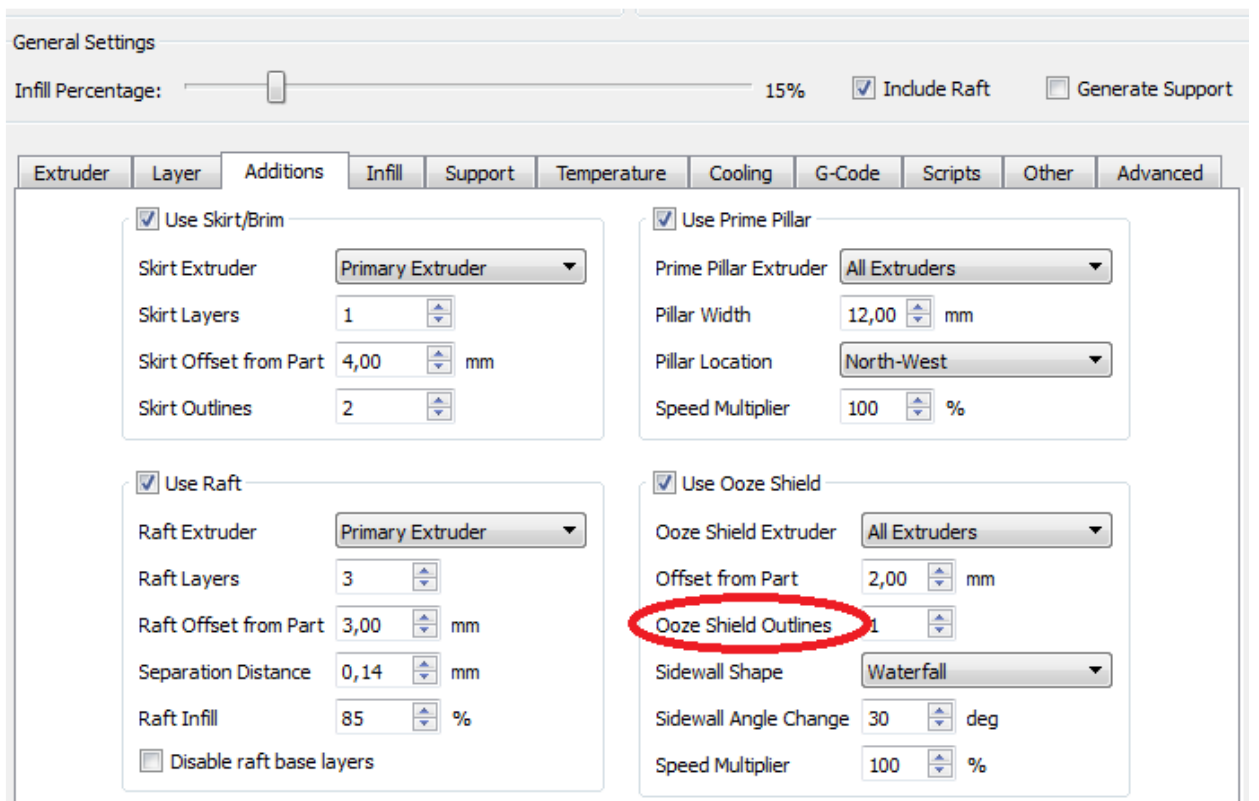 General Settings
Infill Percentage: 15% Include Raft Generate Support
Extruder Layer Additions Infill Support Temperature Cooling G-Code Scripts Other Advanced
Use Skirt/Brim
Skirt Extruder Primary Extruder
Skirt Layers 1
Skirt Offset from Part 4,00 mm
Skirt Outlines 2
Use Prime Pillar
Prime Pillar Extruder All Extruders
Pillar Width 12,00 mm
Pillar Location North-West
Speed Multiplier 100 %
Use Raft
Raft Extruder Primary Extruder
Raft Layers 3
Raft Offset from Part 3,00 mm
Separation Distance 0,14 mm
Raft Infill 85 %
Disable raft base layers
Use Ooze Shield
Ooze Shield Extruder All Extruders
Offset from Part 2,00 mm
Ooze Shield Outlines 1
Sidewall Shape Waterfall
Sidewall Angle Change 30 deg
Speed Multiplier 100 %